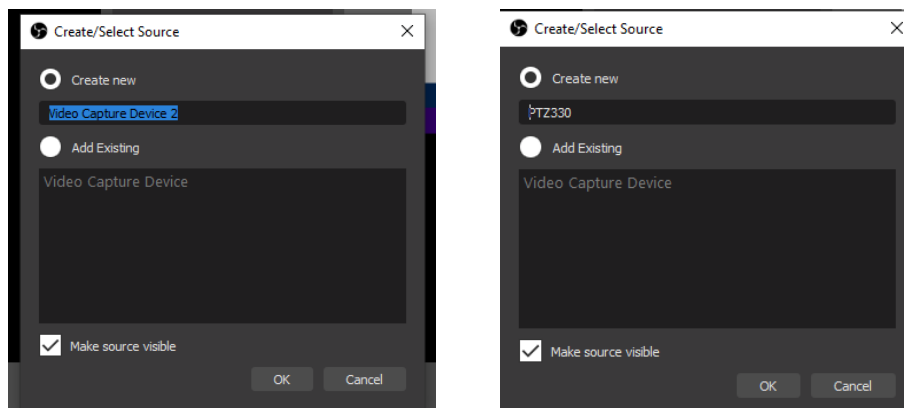 Create/Select Source
Create new
Video Capture Device 2
Add Existing
Video Capture Device
Make source visible
OK Cancel
Create/Select Source
Create new
PTZ330
Add Existing
Video Capture Device
Make source visible
OK Cancel